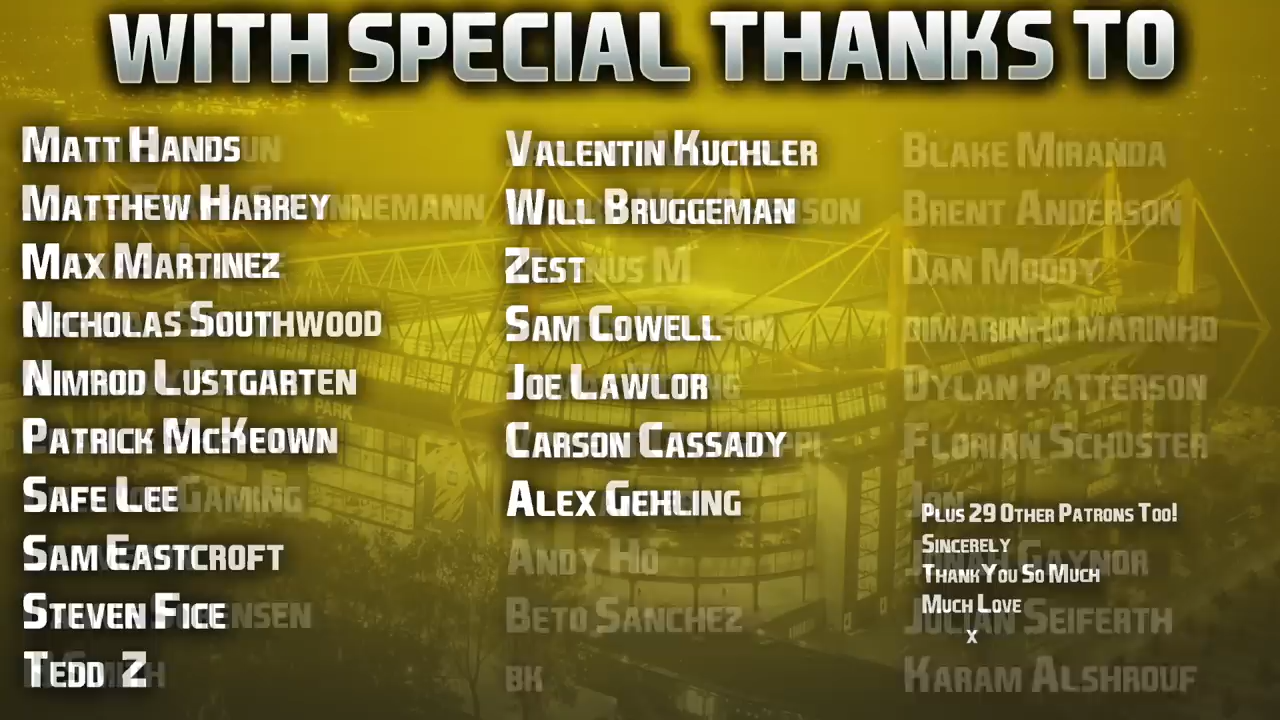 WITH SPECIAL THANKS TO
MATT HANDS
MATTHEW HARREY
MAX MARTINEZ
NICHOLAS SOUTHWOOD
NIMROD LUSTGARTEN
PATRICK MCKEOWN
SAFE LEE
SAM EASTCROFT
STEVEN FICE
TEDD Z
VALENTIN KUCHLER
WILL BRUGGEMAN
ZEST
SAM COWELL
JOE LAWLOR
CARSON CASSADY
ALEX GEHLING
ANDY HO
BETO SANCHEZ
BK
BLAKE MIRANDA
BRENT ANDERSON
DAN MOODY
DIMARINHO MARINHO
DYLAN PATTERSON
FLORIAN SCHUSTER
JON
GAYNOR
JULIAN SEIFERTH
KARAM ALSHROUF
PLUS 29 OTHER PATRONS TOO!
SINCERELY
THANK YOU SO MUCH
MUCH LOVE
X